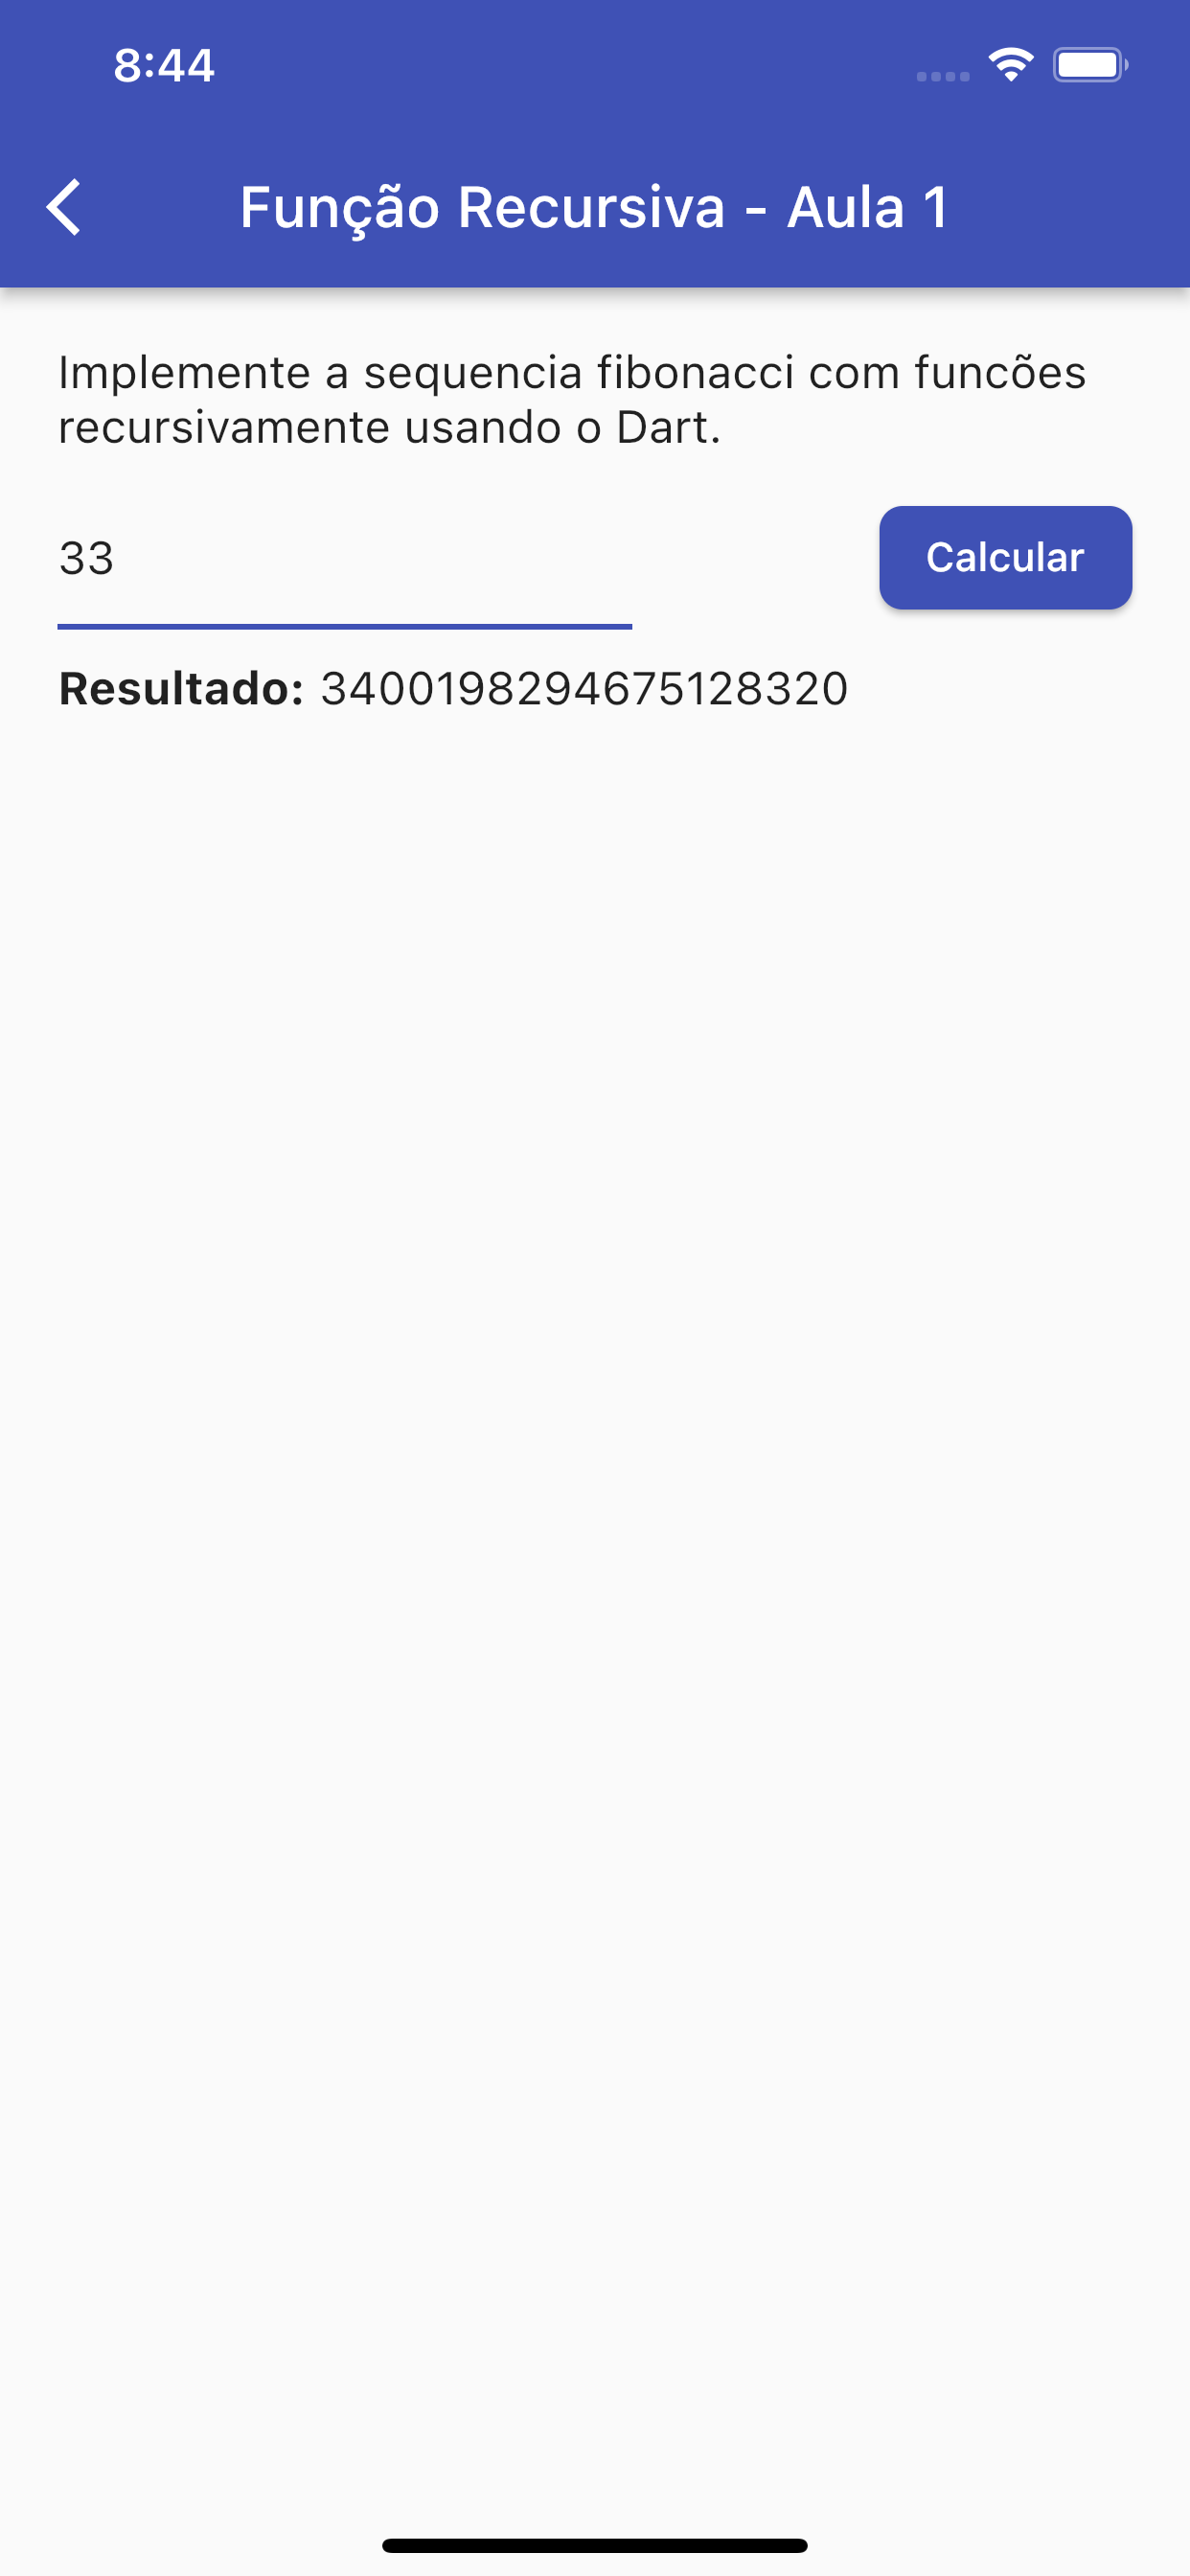 8:44
Função Recursiva - Aula 1
Implemente a sequencia fibonacci com funcões
recursivamente usando o Dart.
33
Calcular
Resultado: 3400198294675128320